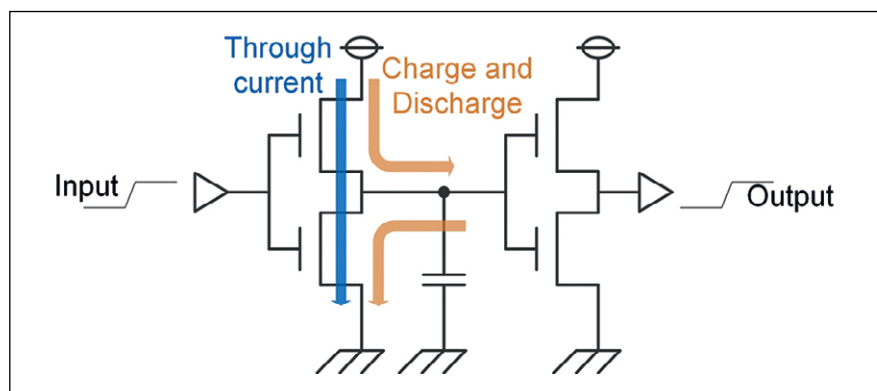 Through
current
Charge and
Discharge
Input
Output